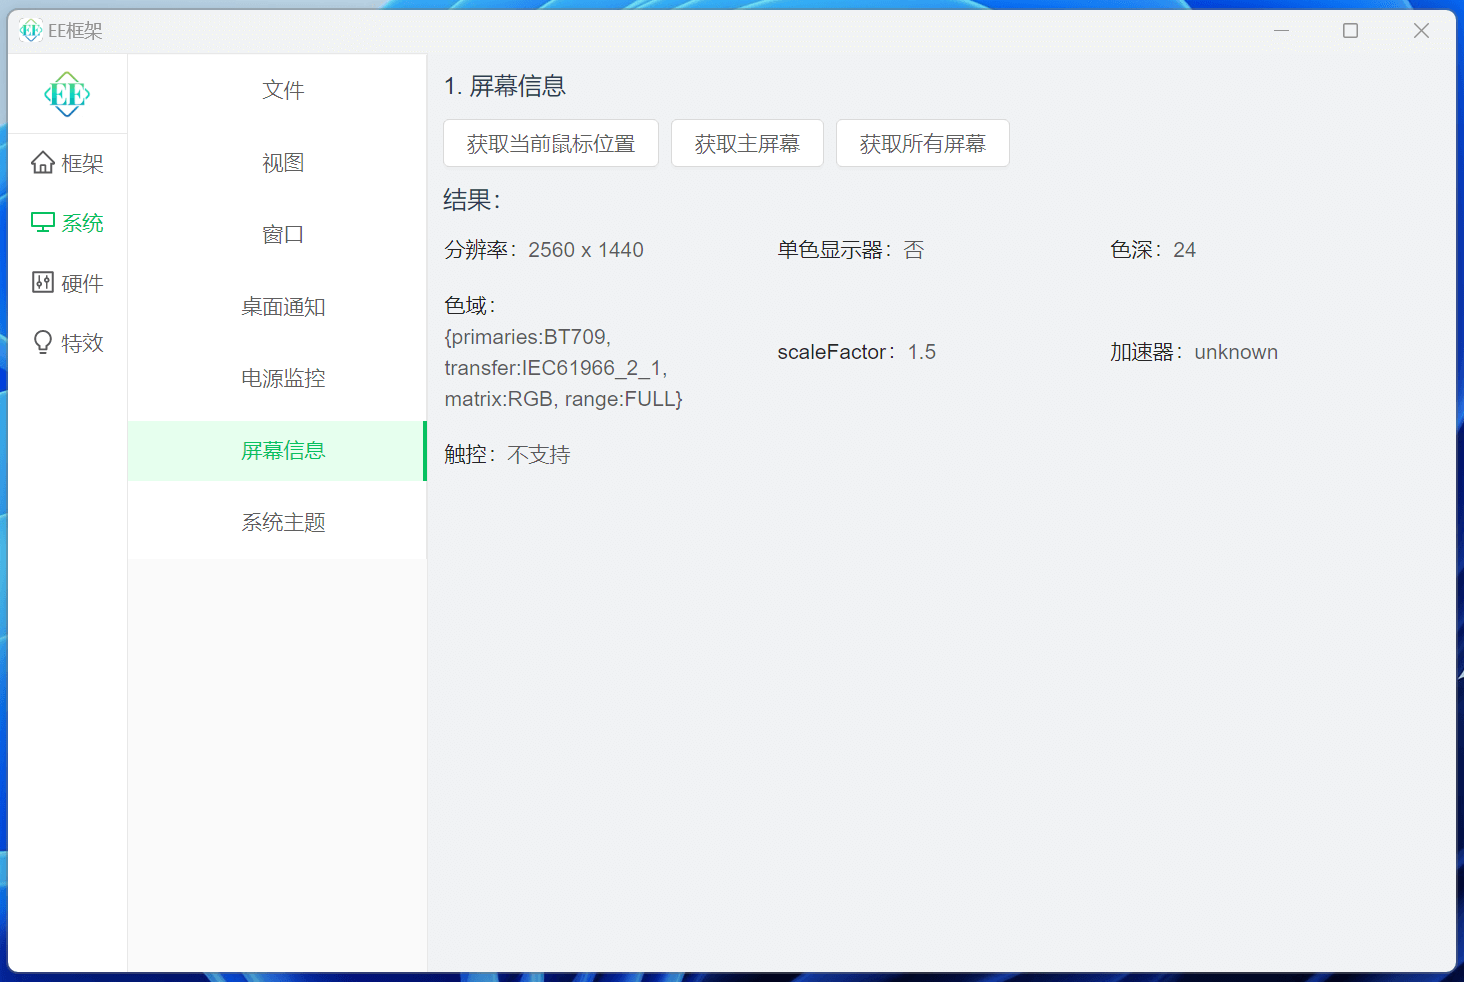 EE框架
EE
框架
系统
硬件
特效
文件
视图
窗口
桌面通知
电源监控
屏幕信息
系统主题
1. 屏幕信息
获取当前鼠标位置 获取主屏幕 获取所有屏幕
结果：
分辨率：2560 x 1440 单色显示器：否 色深：24
色域：
{primaries:BT709,
transfer:IEC61966_2_1,
matrix:RGB, range:FULL}
scaleFactor：1.5 加速器：unknown
触控：不支持